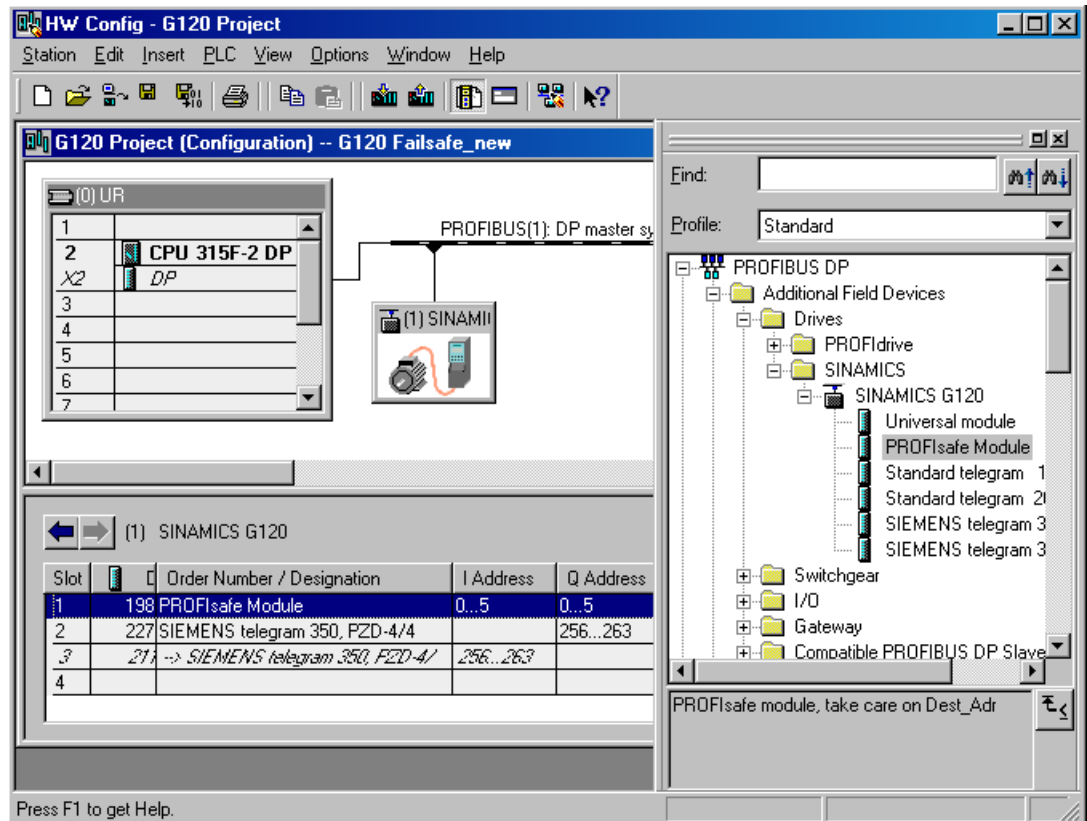 HW Config - G120 Project
Station Edit Insert PLC View Options Window Help
G120 Project (Configuration) -- G120 Failsafe_new
(0) UR
1
2 CPU 315F-2 DP
X2 DP
3
4
5
6
7
PROFIBUS(1): DP master sy
(1) SINAMI
Find:
Profile: Standard
PROFIBUS DP
Additional Field Devices
Drives
PROFIdrive
SINAMICS
SINAMICS G120
Universal module
PROFIsafe Module
Standard telegram 1
Standard telegram 2
SIEMENS telegram 3
SIEMENS telegram 3
Switchgear
I/O
Gateway
Compatible PROFIBUS DP Slave
PROFIsafe module, take care on Dest_Adr
(1) SINAMICS G120
Slot D Order Number / Designation I Address Q Address
1 198 PROFIsafe Module 0...5 0...5
2 227 SIEMENS telegram 350, PZD-4/4 256...263
3 211 --> SIEMENS telegram 350, PZD-4/ 256...263
4
Press F1 to get Help.